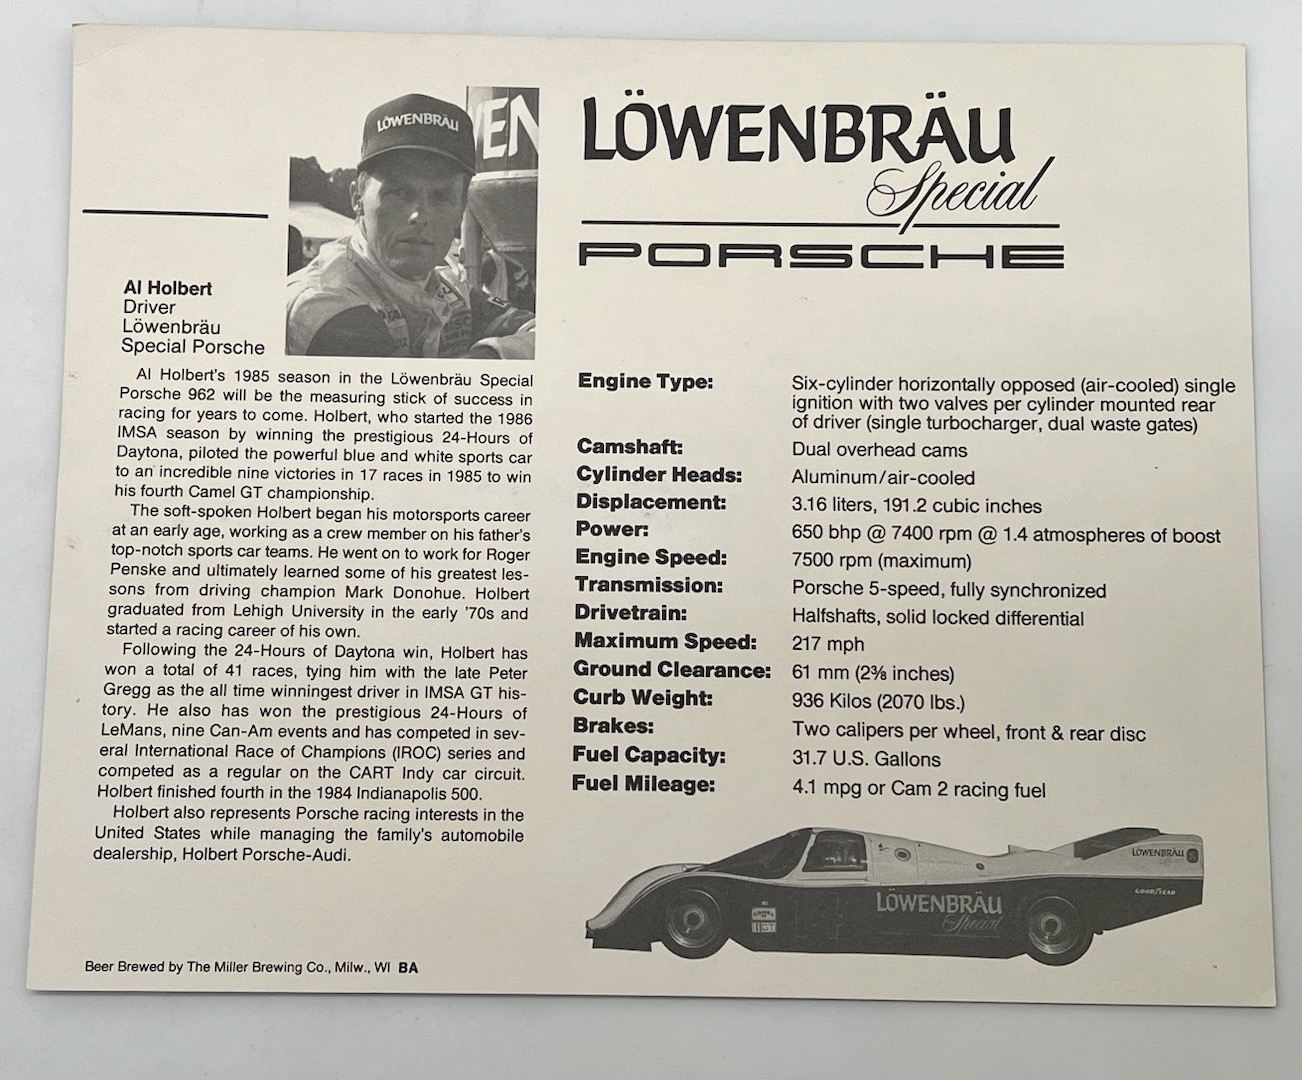 LÖWENBRÄU
EN
Al Holbert
Driver
Löwenbräu
Special Porsche
Al Holbert's 1985 season in the Löwenbräu Special
Porsche 962 will be the measuring stick of success in
racing for years to come. Holbert, who started the 1986
IMSA season by winning the prestigious 24-Hours of
Daytona, piloted the powerful blue and white sports car
to an incredible nine victories in 17 races in 1985 to win
his fourth Camel GT championship.
The soft-spoken Holbert began his motorsports career
at an early age, working as a crew member on his father's
top-notch sports car teams. He went on to work for Roger
Penske and ultimately learned some of his greatest les-
sons from driving champion Mark Donohue. Holbert
graduated from Lehigh University in the early '70s and
started a racing career of his own.
Following the 24-Hours of Daytona win, Holbert has
won a total of 41 races, tying him with the late Peter
Gregg as the all time winningest driver in IMSA GT his-
tory. He also has won the prestigious 24-Hours of
LeMans, nine Can-Am events and has competed in sev-
eral International Race of Champions (IROC) series and
competed as a regular on the CART Indy car circuit.
Holbert finished fourth in the 1984 Indianapolis 500.
Holbert also represents Porsche racing interests in the
United States while managing the family's automobile
dealership, Holbert Porsche-Audi.
Beer Brewed by The Miller Brewing Co., Milw., WI BA
LÖWENBRÄU
Special
PORSCHE
Engine Type: Six-cylinder horizontally opposed (air-cooled) single
ignition with two valves per cylinder mounted rear
of driver (single turbocharger, dual waste gates)
Camshaft: Dual overhead cams
Cylinder Heads: Aluminum/air-cooled
Displacement: 3.16 liters, 191.2 cubic inches
Power: 650 bhp @ 7400 rpm @ 1.4 atmospheres of boost
Engine Speed: 7500 rpm (maximum)
Transmission: Porsche 5-speed, fully synchronized
Drivetrain: Halfshafts, solid locked differential
Maximum Speed: 217 mph
Ground Clearance: 61 mm (2⅜ inches)
Curb Weight: 936 Kilos (2070 lbs.)
Brakes: Two calipers per wheel, front & rear disc
Fuel Capacity: 31.7 U.S. Gallons
Fuel Mileage: 4.1 mpg or Cam 2 racing fuel
LÖWENBRÄU
GOODYEAR
LÖWENBRÄU
Special
CAMEL
GT